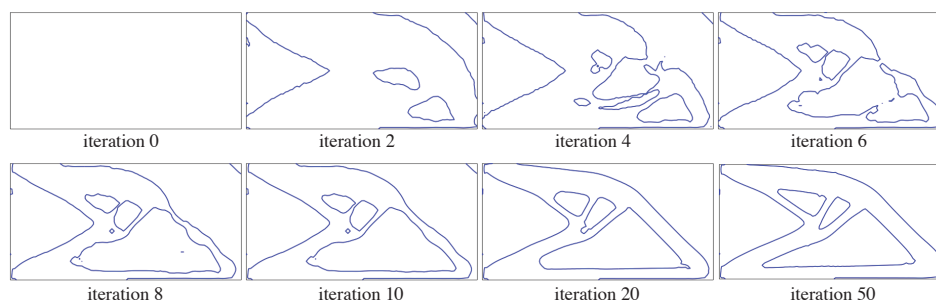 iteration 0
iteration 2
iteration 4
iteration 6
iteration 8
iteration 10
iteration 20
iteration 50